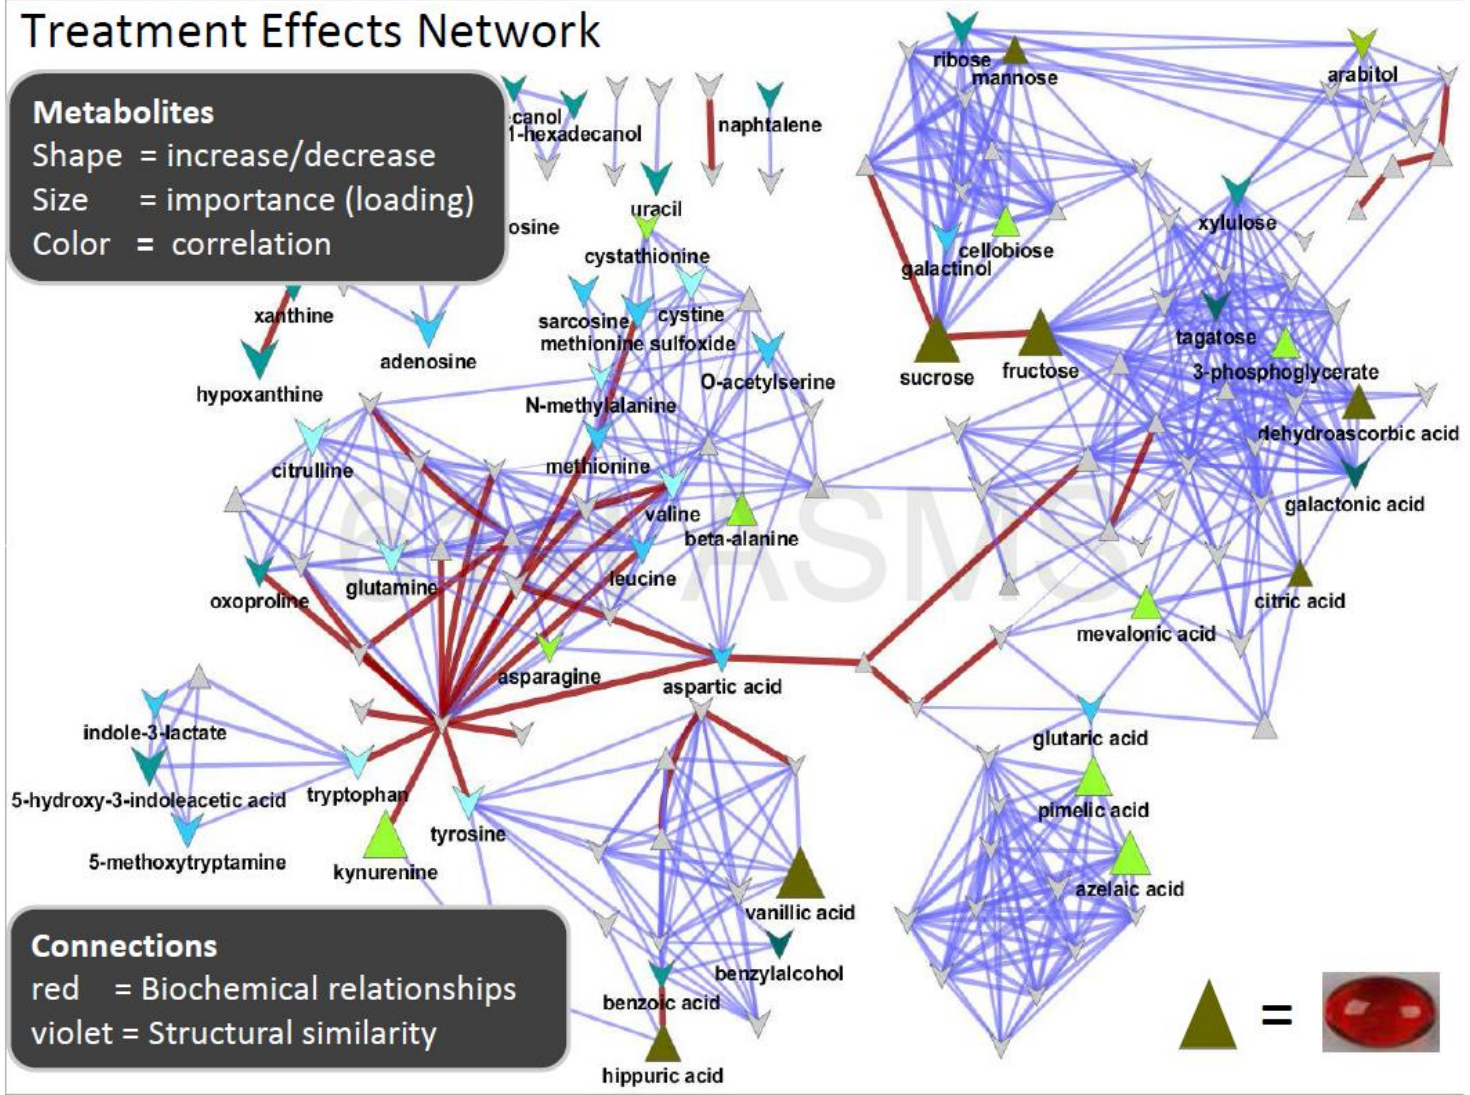 Treatment Effects Network
Metabolites
Shape = increase/decrease
Size = importance (loading)
Color = correlation
ecanol
1-hexadecanol
naphtalene
uracil
osine
cystathionine
ribose
mannose
arabitol
xylulose
cellobiose
galactinol
xanthine
adenosine
hypoxanthine
sarcosine
cystine
methionine sulfoxide
O-acetylserine
N-methylalanine
sucrose
fructose
tagatose
3-phosphoglycerate
dehydroascorbic acid
galactonic acid
citrulline
methionine
valine
beta-alanine
leucine
glutamine
oxoproline
citric acid
mevalonic acid
asparagine
aspartic acid
indole-3-lactate
5-hydroxy-3-indoleacetic acid
5-methoxytryptamine
tryptophan
tyrosine
kynurenine
glutaric acid
pimelic acid
azelaic acid
vanillic acid
benzylalcohol
benzoic acid
hippuric acid
ASMS
Connections
red = Biochemical relationships
violet = Structural similarity
=